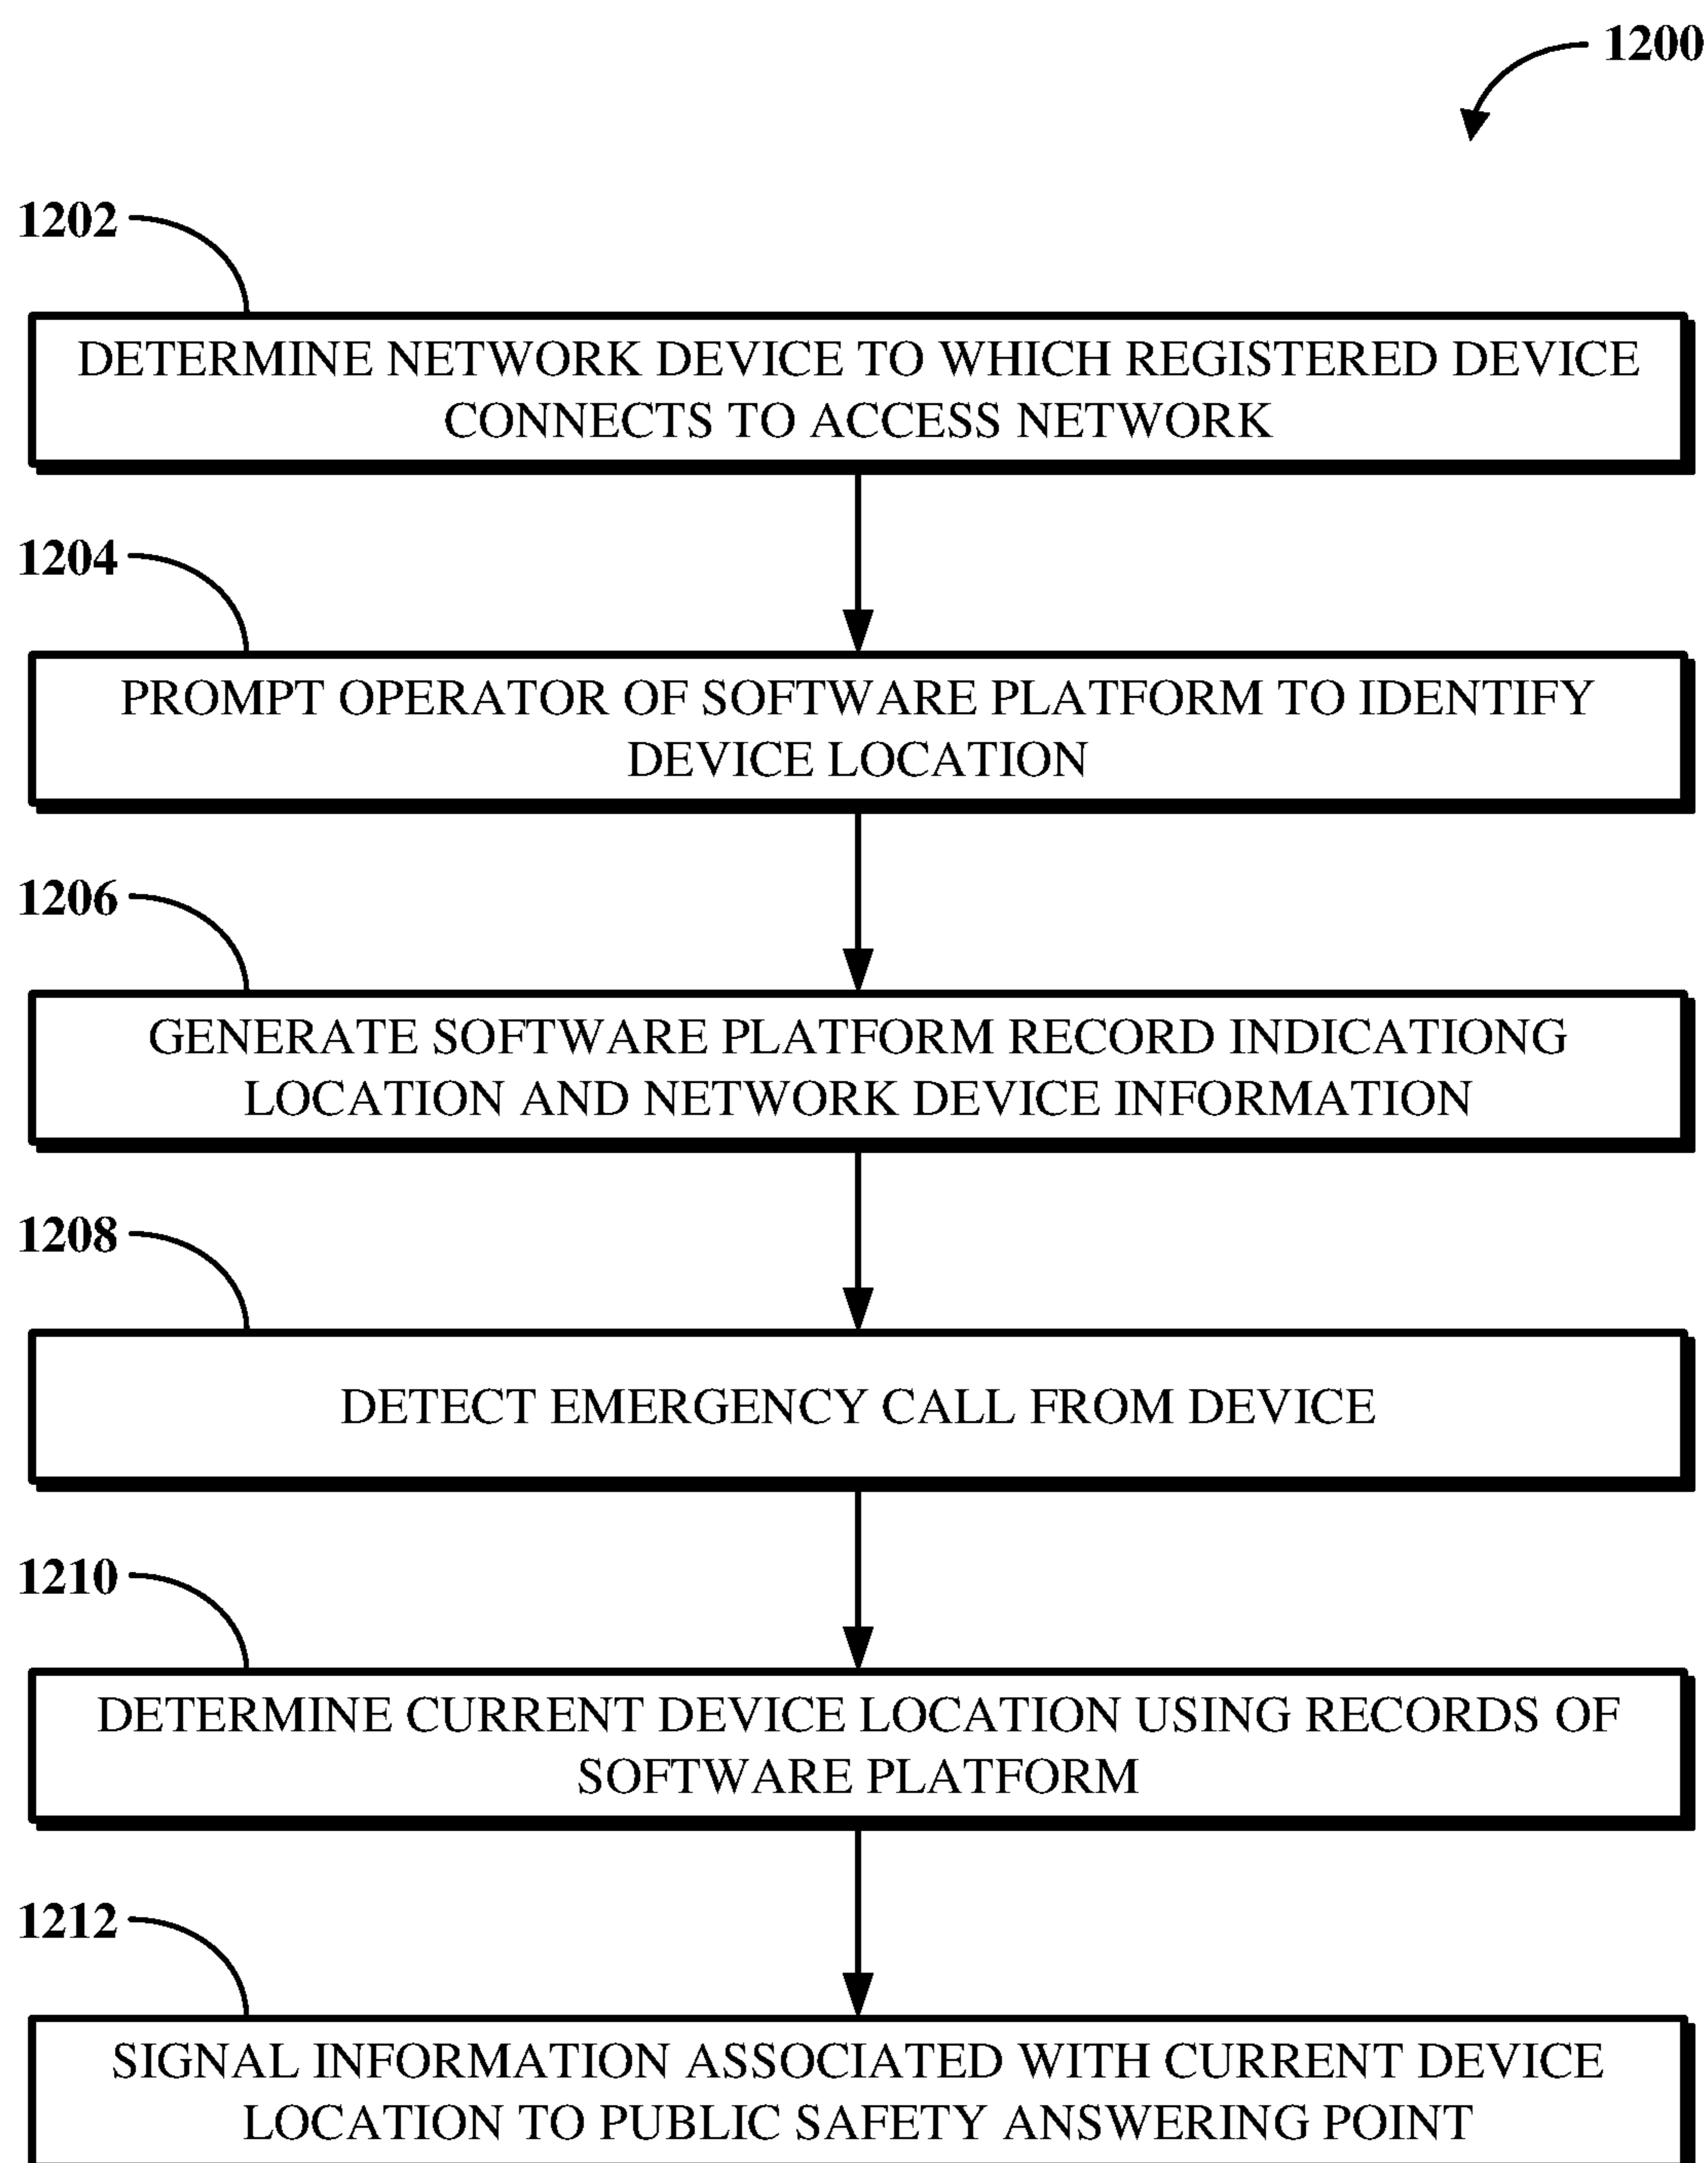 1200
1202
DETERMINE NETWORK DEVICE TO WHICH REGISTERED DEVICE
CONNECTS TO ACCESS NETWORK
1204
PROMPT OPERATOR OF SOFTWARE PLATFORM TO IDENTIFY
DEVICE LOCATION
1206
GENERATE SOFTWARE PLATFORM RECORD INDICATIONG
LOCATION AND NETWORK DEVICE INFORMATION
1208
DETECT EMERGENCY CALL FROM DEVICE
1210
DETERMINE CURRENT DEVICE LOCATION USING RECORDS OF
SOFTWARE PLATFORM
1212
SIGNAL INFORMATION ASSOCIATED WITH CURRENT DEVICE
LOCATION TO PUBLIC SAFETY ANSWERING POINT